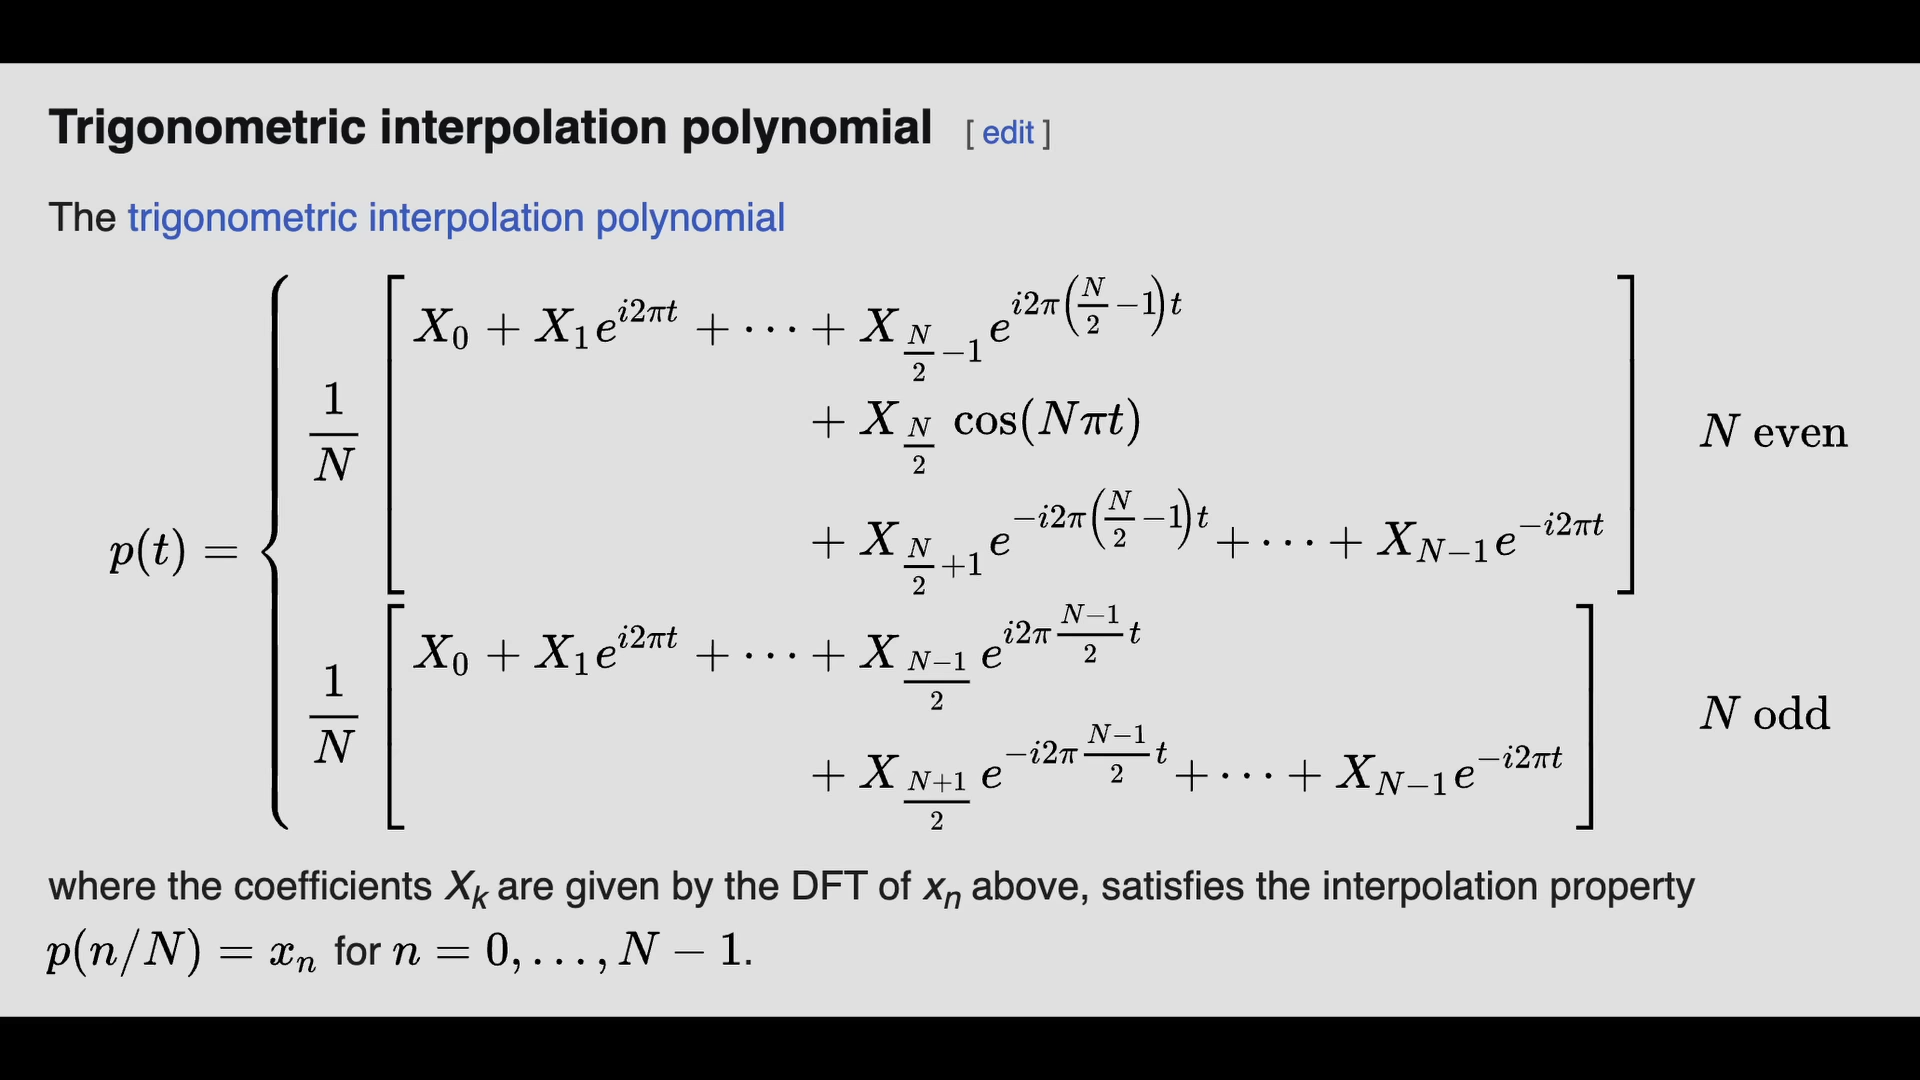 Trigonometric interpolation polynomial [ edit ]
The trigonometric interpolation polynomial
p(t) = { 1/N [ X_0 + X_1 e^{i2πt} + ⋯ + X_{N/2 −1} e^{i2π(N/2 −1)t}
+ X_{N/2} cos(Nπt)
+ X_{N/2 +1} e^{−i2π(N/2 −1)t} + ⋯ + X_{N−1} e^{−i2πt} ] N even
1/N [ X_0 + X_1 e^{i2πt} + ⋯ + X_{(N−1)/2} e^{i2π (N−1)/2 t}
+ X_{(N+1)/2} e^{−i2π (N−1)/2 t} + ⋯ + X_{N−1} e^{−i2πt} ] N odd
where the coefficients X_k are given by the DFT of x_n above, satisfies the interpolation property
p(n/N) = x_n for n = 0, . . . , N − 1.